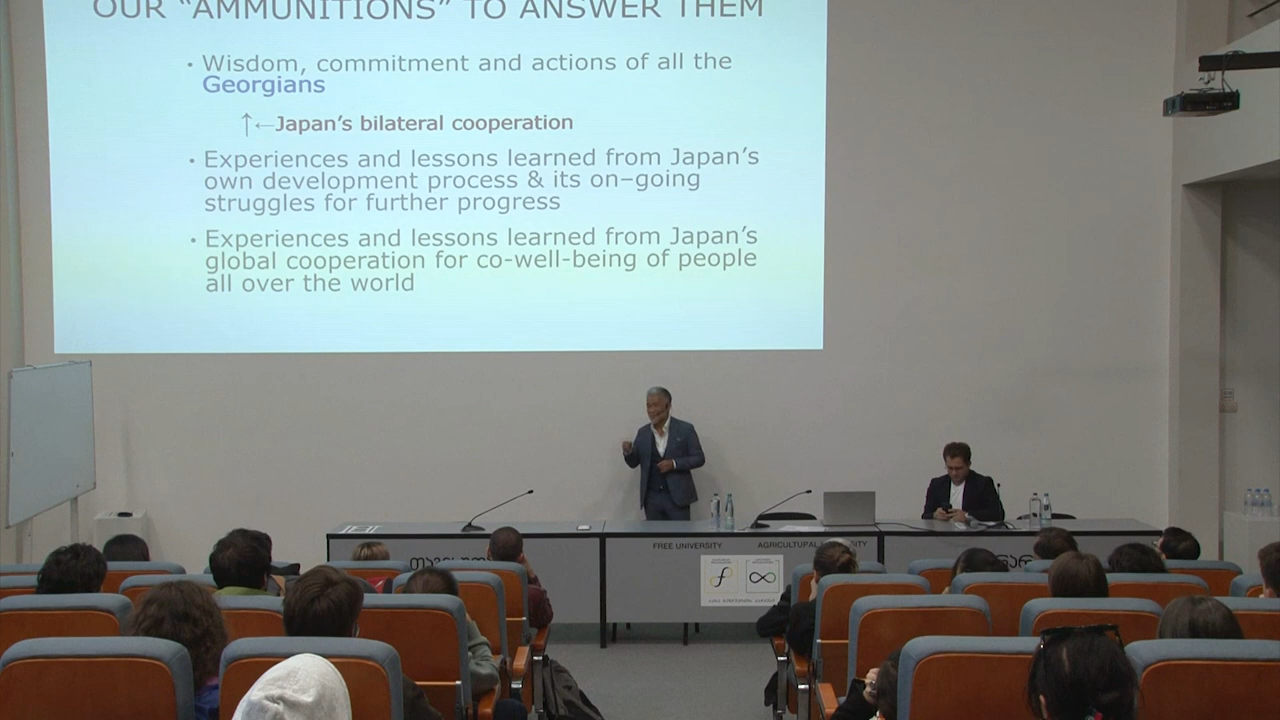 OUR “AMMUNITIONS” TO ANSWER THEM
• Wisdom, commitment and actions of all the
Georgians
↑←Japan’s bilateral cooperation
• Experiences and lessons learned from Japan’s
own development process & its on–going
struggles for further progress
• Experiences and lessons learned from Japan’s
global cooperation for co-well-being of people
all over the world
FREE UNIVERSITY